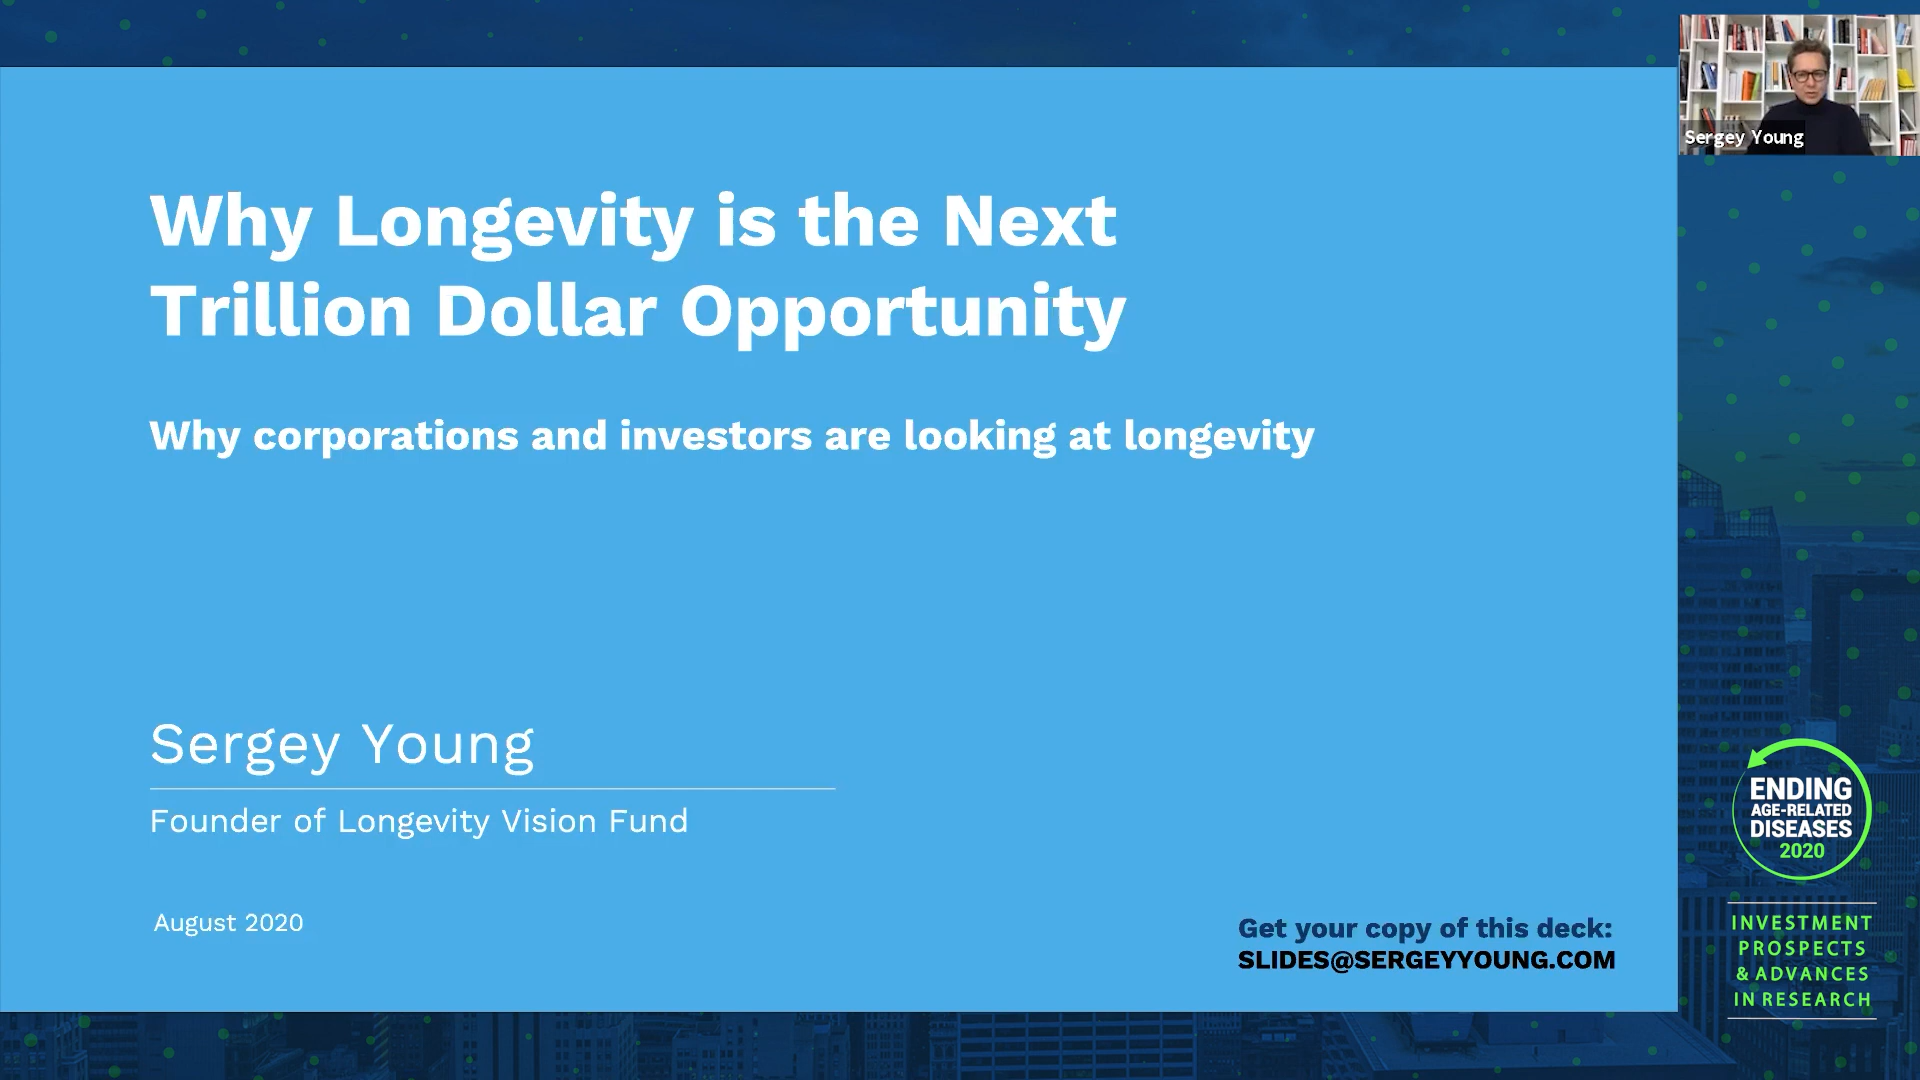 Why Longevity is the Next
Trillion Dollar Opportunity
Why corporations and investors are looking at longevity
Sergey Young
Founder of Longevity Vision Fund
August 2020
Get your copy of this deck:
SLIDES@SERGEYYOUNG.COM
Sergey Young
ENDING
AGE-RELATED
DISEASES
2020
INVESTMENT
PROSPECTS
& ADVANCES
IN RESEARCH